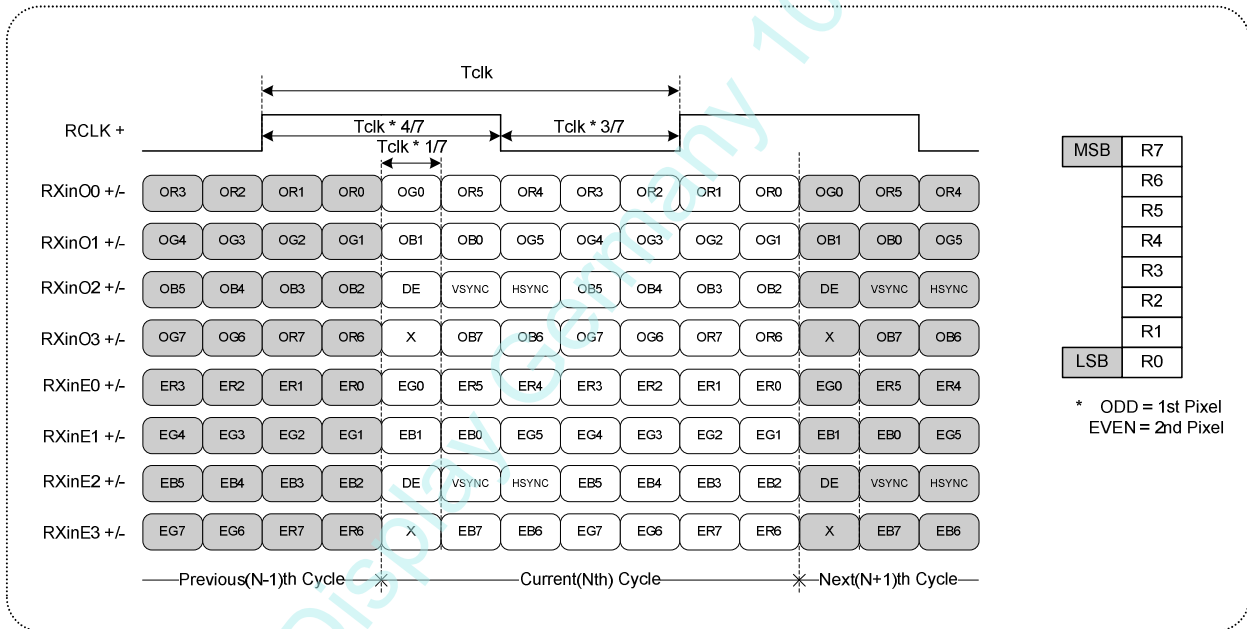 Tclk
RCLK +
Tclk * 4/7
Tclk * 3/7
Tclk * 1/7
RXinO0 +/- OR3 OR2 OR1 OR0 OG0 OR5 OR4 OR3 OR2 OR1 OR0 OG0 OR5 OR4
RXinO1 +/- OG4 OG3 OG2 OG1 OB1 OB0 OG5 OG4 OG3 OG2 OG1 OB1 OB0 OG5
RXinO2 +/- OB5 OB4 OB3 OB2 DE VSYNC HSYNC OB5 OB4 OB3 OB2 DE VSYNC HSYNC
RXinO3 +/- OG7 OG6 OR7 OR6 X OB7 OB6 OG7 OG6 OR7 OR6 X OB7 OB6
RXinE0 +/- ER3 ER2 ER1 ER0 EG0 ER5 ER4 ER3 ER2 ER1 ER0 EG0 ER5 ER4
RXinE1 +/- EG4 EG3 EG2 EG1 EB1 EB0 EG5 EG4 EG3 EG2 EG1 EB1 EB0 EG5
RXinE2 +/- EB5 EB4 EB3 EB2 DE VSYNC HSYNC EB5 EB4 EB3 EB2 DE VSYNC HSYNC
RXinE3 +/- EG7 EG6 ER7 ER6 X EB7 EB6 EG7 EG6 ER7 ER6 X EB7 EB6
Previous(N-1)th Cycle Current(Nth) Cycle Next(N+1)th Cycle
MSB R7
R6
R5
R4
R3
R2
R1
LSB R0
* ODD = 1st Pixel
EVEN = 2nd Pixel
Display Germany 10